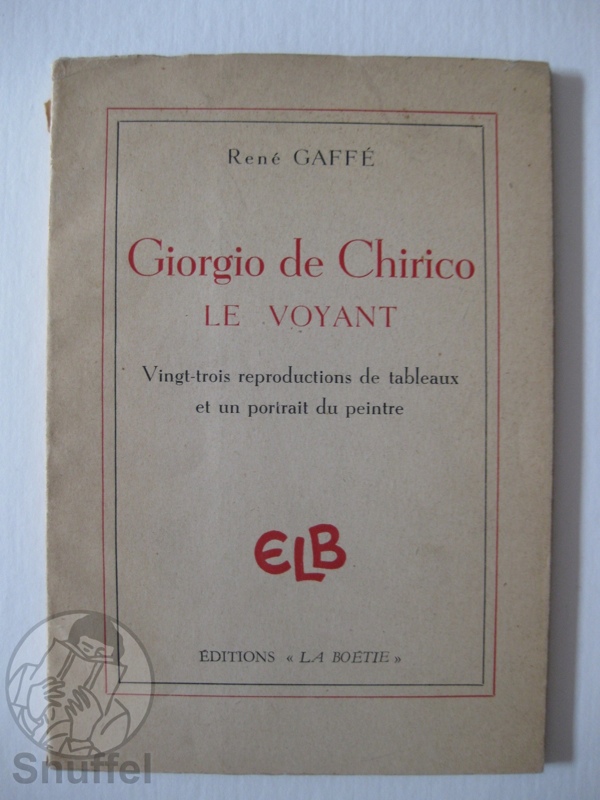 René GAFFÉ
Giorgio de Chirico
LE VOYANT
Vingt-trois reproductions de tableaux
et un portrait du peintre
ELB
ÉDITIONS « LA BOÉTIE »
Snuffel